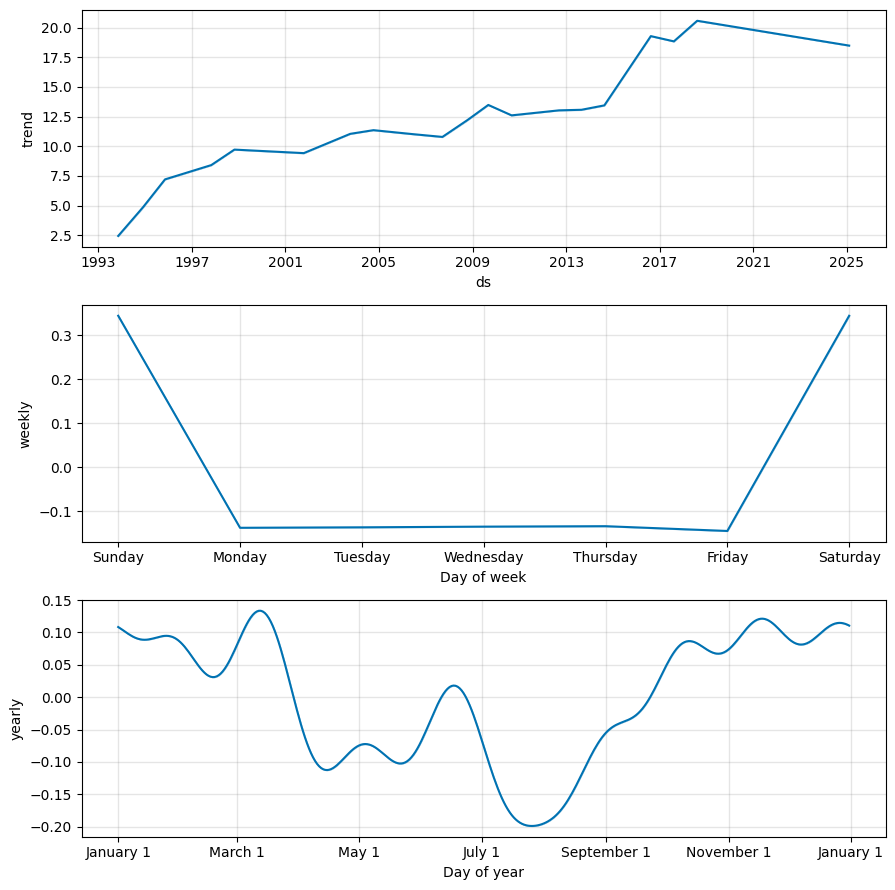 20.0
17.5
15.0
12.5
10.0
7.5
5.0
2.5
trend
1993 1997 2001 2005 2009 2013 2017 2021 2025
ds
0.3
0.2
0.1
0.0
−0.1
weekly
Sunday Monday Tuesday Wednesday Thursday Friday Saturday
Day of week
0.15
0.10
0.05
0.00
−0.05
−0.10
−0.15
−0.20
yearly
January 1 March 1 May 1 July 1 September 1 November 1 January 1
Day of year